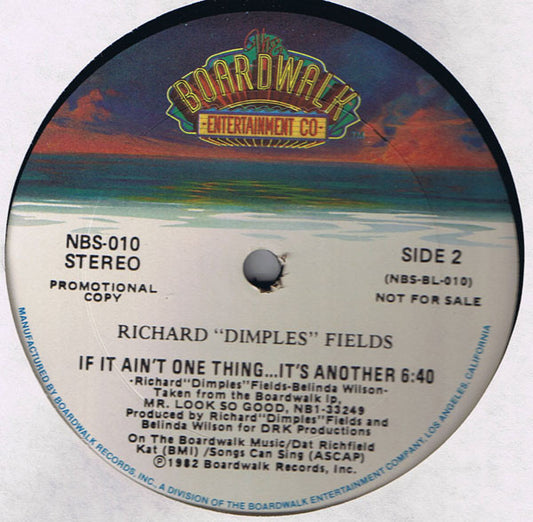 The
BOARDWALK
-ENTERTAINMENT CO-
TM
NBS-010
STEREO
PROMOTIONAL
COPY
SIDE 2
(NBS-BL-010)
NOT FOR SALE
RICHARD "DIMPLES" FIELDS
IF IT AIN'T ONE THING...IT'S ANOTHER 6:40
-Richard"Dimples"Fields-Belinda Wilson-
Taken from the Boardwalk lp,
MR. LOOK SO GOOD, NB1-33249
Produced by Richard"Dimples"Fields and
Belinda Wilson for DRK Productions
On The Boardwalk Music/Dat Richfield
Kat (BMI) /Songs Can Sing (ASCAP)
Ⓟ1982 Boardwalk Records, Inc.
MANUFACTURED BY BOARDWALK RECORDS, INC., A DIVISION OF THE BOARDWALK ENTERTAINMENT COMPANY, LOS ANGELES, CALIFORNIA